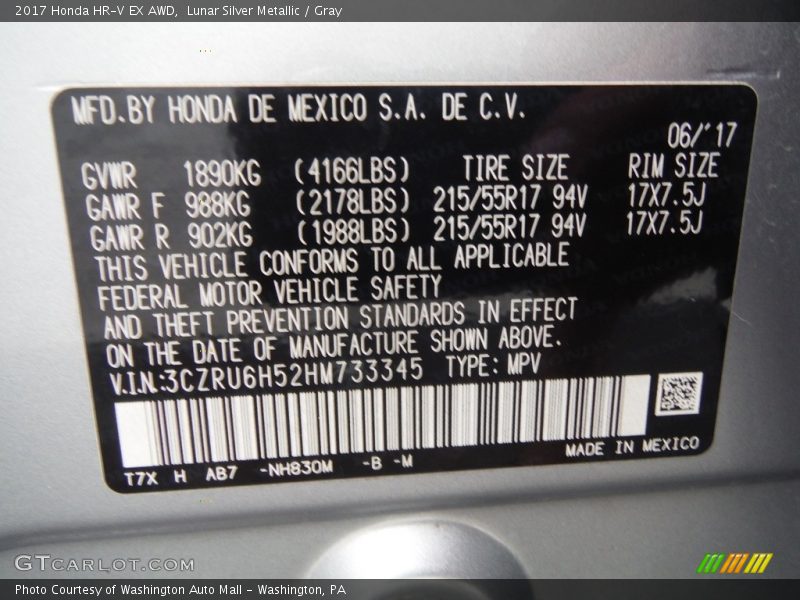 2017 Honda HR-V EX AWD,  Lunar Silver Metallic / Gray
MFD.BY HONDA DE MEXICO S.A. DE C.V.
06/'17
GVWR 1890KG (4166LBS) TIRE SIZE RIM SIZE
GAWR F 988KG (2178LBS) 215/55R17 94V 17X7.5J
GAWR R 902KG (1988LBS) 215/55R17 94V 17X7.5J
THIS VEHICLE CONFORMS TO ALL APPLICABLE
FEDERAL MOTOR VEHICLE SAFETY
AND THEFT PREVENTION STANDARDS IN EFFECT
ON THE DATE OF MANUFACTURE SHOWN ABOVE.
V.I.N:3CZRU6H52HM733345 TYPE: MPV
T7X H AB7 -NH830M -B -M MADE IN MEXICO
GTCARLOT.COM
Photo Courtesy of Washington Auto Mall - Washington, PA